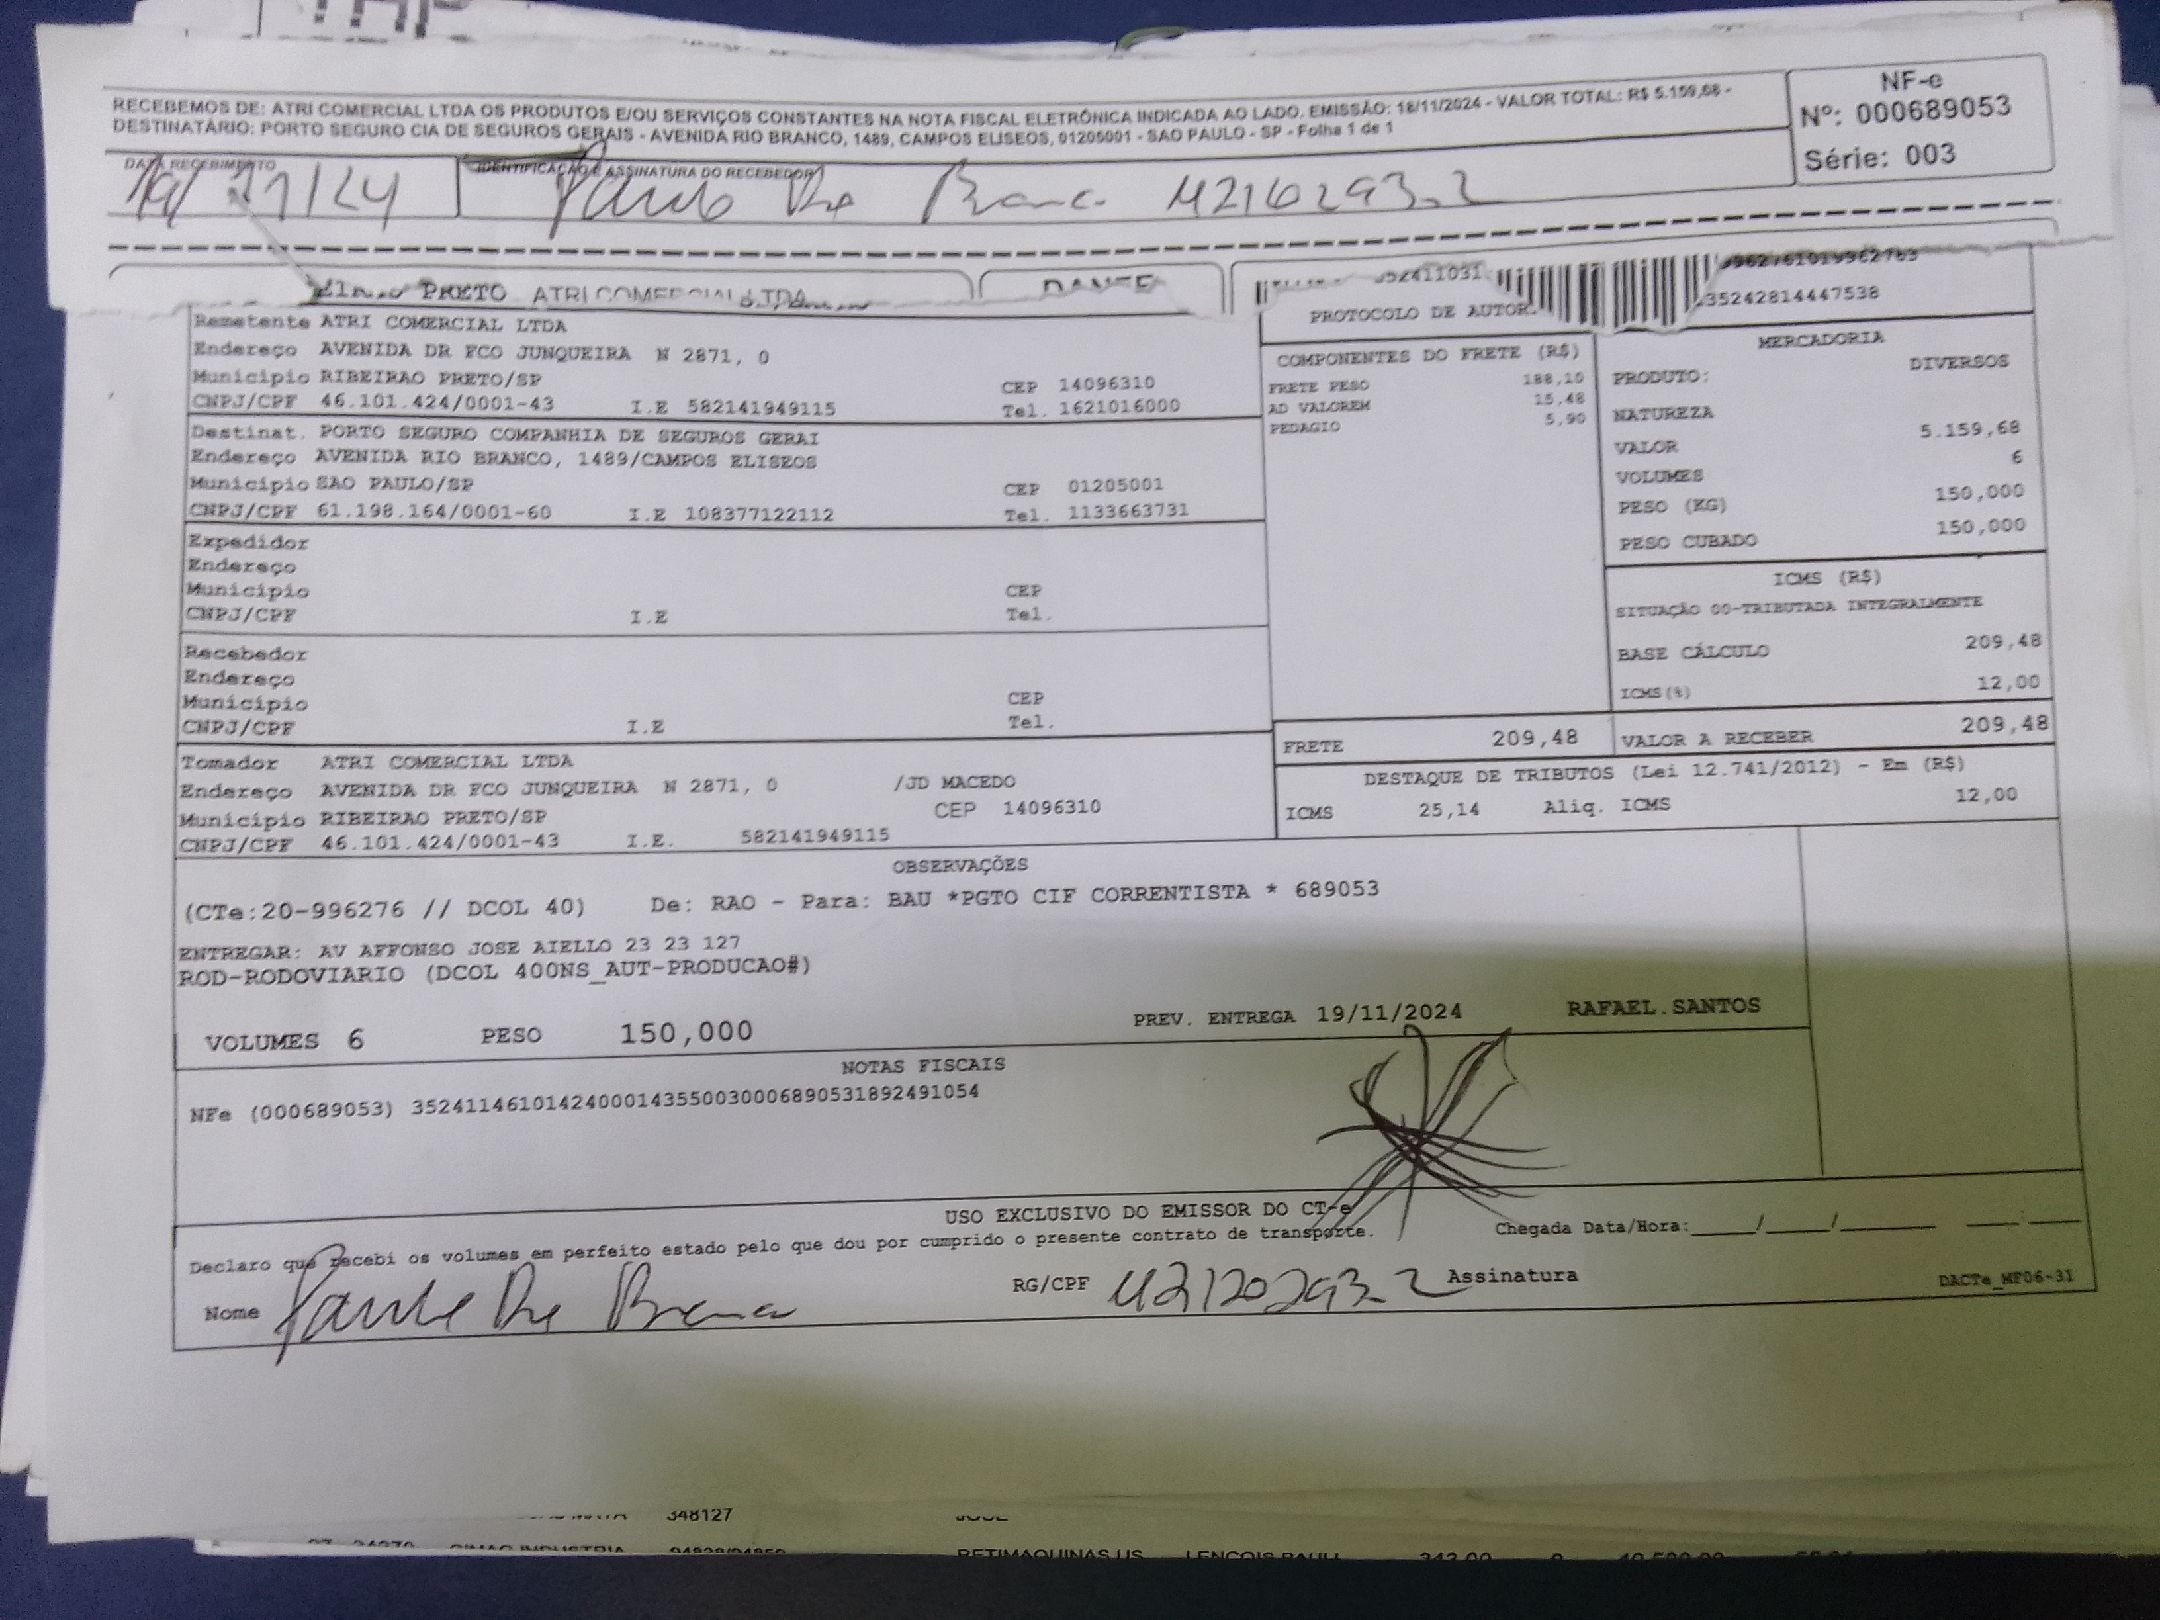 RECEBEMOS DE: ATRI COMERCIAL LTDA OS PRODUTOS E/OU SERVIÇOS CONSTANTES NA NOTA FISCAL ELETRÔNICA INDICADA AO LADO. EMISSÃO: 18/11/2024 - VALOR TOTAL: R$ 5.159,68 -
DESTINATÁRIO: PORTO SEGURO CIA DE SEGUROS GERAIS - AVENIDA RIO BRANCO, 1489, CAMPOS ELISEOS, 01205001 - SAO PAULO - SP - Folha 1 de 1
NF-e
Nº: 000689053
Série: 003
DATA RECEBIMENTO
IDENTIFICAÇÃO E ASSINATURA DO RECEBEDOR
PRETO ATRI COMERCIAL LTDA
35242814447538
PROTOCOLO DE AUTOR
Remetente ATRI COMERCIAL LTDA
Endereço AVENIDA DR FCO JUNQUEIRA N 2871, 0
Município RIBEIRAO PRETO/SP CEP 14096310
CNPJ/CPF 46.101.424/0001-43 I.E 582141949115 Tel. 1621016000
Destinat. PORTO SEGURO COMPANHIA DE SEGUROS GERAI
Endereço AVENIDA RIO BRANCO, 1489/CAMPOS ELISEOS
Município SAO PAULO/SP CEP 01205001
CNPJ/CPF 61.198.164/0001-60 I.E 108377122112 Tel. 1133663731
Expedidor
Endereço
Município CEP
CNPJ/CPF I.E Tel.
Recebedor
Endereço
Município CEP
CNPJ/CPF I.E Tel.
Tomador ATRI COMERCIAL LTDA
Endereço AVENIDA DR FCO JUNQUEIRA N 2871, 0 /JD MACEDO
Município RIBEIRAO PRETO/SP CEP 14096310
CNPJ/CPF 46.101.424/0001-43 I.E. 582141949115
COMPONENTES DO FRETE (R$)
FRETE PESO 188,10
AD VALOREM 15,48
PEDAGIO 5,90
MERCADORIA
PRODUTO: DIVERSOS
NATUREZA
VALOR 5.159,68
VOLUMES 6
PESO (KG) 150,000
PESO CUBADO 150,000
ICMS (R$)
SITUAÇÃO 00-TRIBUTADA INTEGRALMENTE
BASE CÁLCULO 209,48
ICMS(%) 12,00
FRETE 209,48 VALOR A RECEBER 209,48
DESTAQUE DE TRIBUTOS (Lei 12.741/2012) - Em (R$)
ICMS 25,14 Aliq. ICMS 12,00
OBSERVAÇÕES
(CTe:20-996276 // DCOL 40) De: RAO - Para: BAU *PGTO CIF CORRENTISTA * 689053
ENTREGAR: AV AFFONSO JOSE AIELLO 23 23 127
ROD-RODOVIARIO (DCOL 400NS_AUT-PRODUCAO#)
VOLUMES 6 PESO 150,000 PREV. ENTREGA 19/11/2024 RAFAEL.SANTOS
NOTAS FISCAIS
NFe (000689053) 35241146101424000143550030006890531892491054
USO EXCLUSIVO DO EMISSOR DO CT-e
Declaro que recebi os volumes em perfeito estado pelo que dou por cumprido o presente contrato de transporte. Chegada Data/Hora:____/____/______ ___:___
Nome RG/CPF Assinatura DACTe_MF06-31
348127